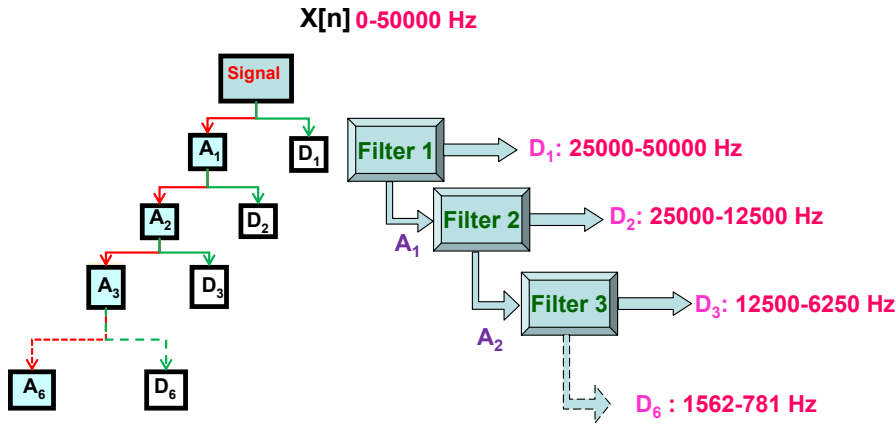 X[n] 0-50000 Hz
Signal
A₁
D₁
A₂
D₂
A₃
D₃
A₆
D₆
Filter 1
D₁: 25000-50000 Hz
A₁
Filter 2
D₂: 25000-12500 Hz
A₂
Filter 3
D₃: 12500-6250 Hz
D₆ : 1562-781 Hz